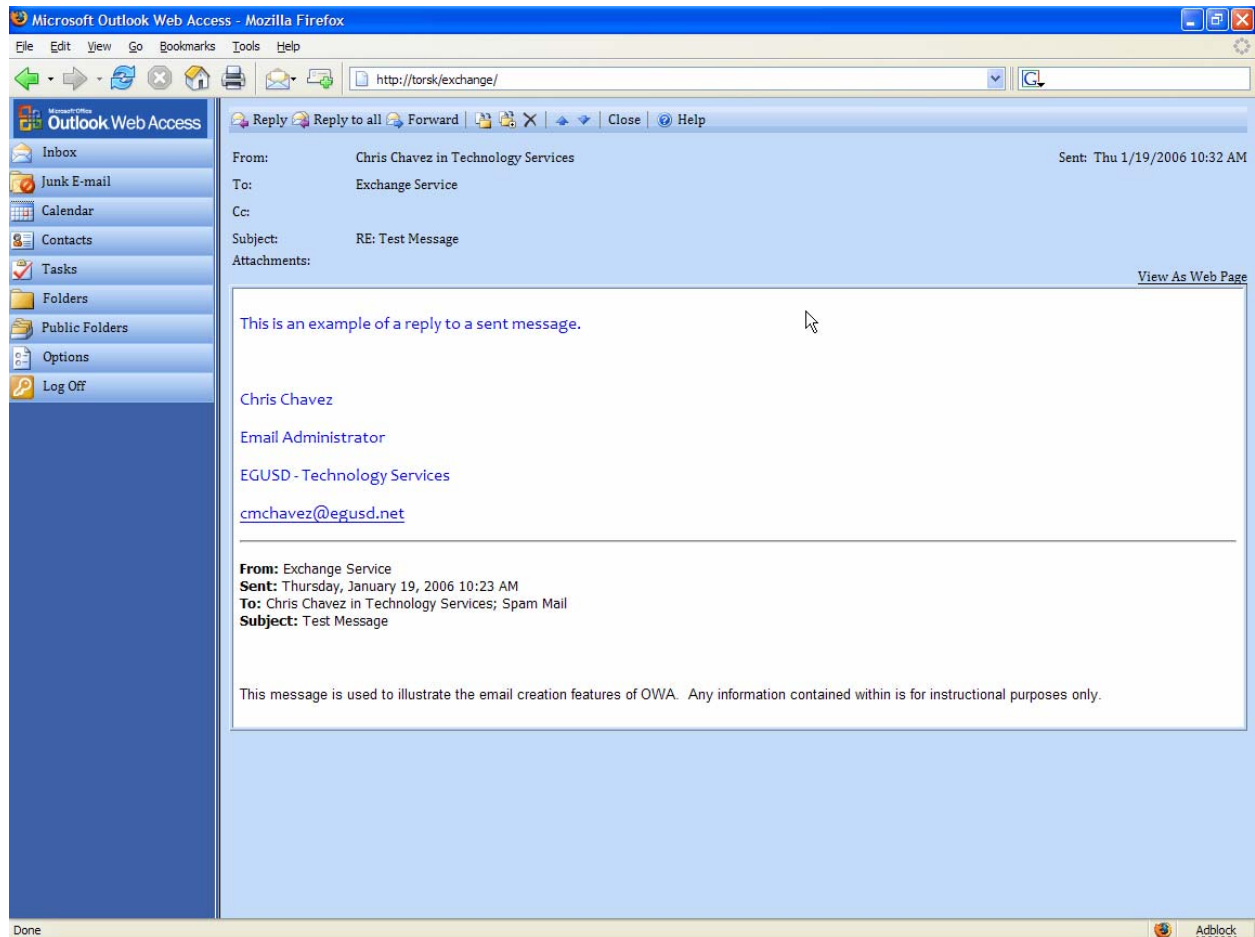 Microsoft Outlook Web Access - Mozilla Firefox
File Edit View Go Bookmarks Tools Help
http://torsk/exchange/
G
Microsoft Office
Outlook Web Access
Reply Reply to all Forward Close Help
Inbox
Junk E-mail
Calendar
Contacts
Tasks
Folders
Public Folders
Options
Log Off
From: Chris Chavez in Technology Services Sent: Thu 1/19/2006 10:32 AM
To: Exchange Service
Cc:
Subject: RE: Test Message
Attachments:
View As Web Page
This is an example of a reply to a sent message.
Chris Chavez
Email Administrator
EGUSD - Technology Services
cmchavez@egusd.net
From: Exchange Service
Sent: Thursday, January 19, 2006 10:23 AM
To: Chris Chavez in Technology Services; Spam Mail
Subject: Test Message
This message is used to illustrate the email creation features of OWA. Any information contained within is for instructional purposes only.
Done Adblock